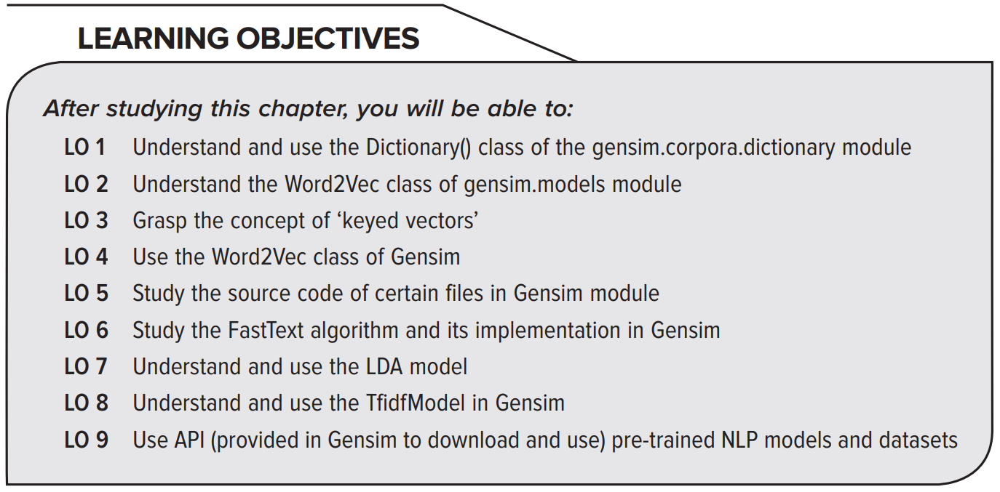 LEARNING OBJECTIVES
After studying this chapter, you will be able to:
LO 1 Understand and use the Dictionary() class of the gensim.corpora.dictionary module
LO 2 Understand the Word2Vec class of gensim.models module
LO 3 Grasp the concept of ‘keyed vectors’
LO 4 Use the Word2Vec class of Gensim
LO 5 Study the source code of certain files in Gensim module
LO 6 Study the FastText algorithm and its implementation in Gensim
LO 7 Understand and use the LDA model
LO 8 Understand and use the TfidfModel in Gensim
LO 9 Use API (provided in Gensim to download and use) pre-trained NLP models and datasets